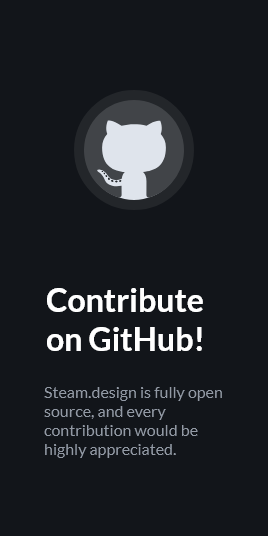 Contribute
on GitHub!
Steam.design is fully open
source, and every
contribution would be
highly appreciated.